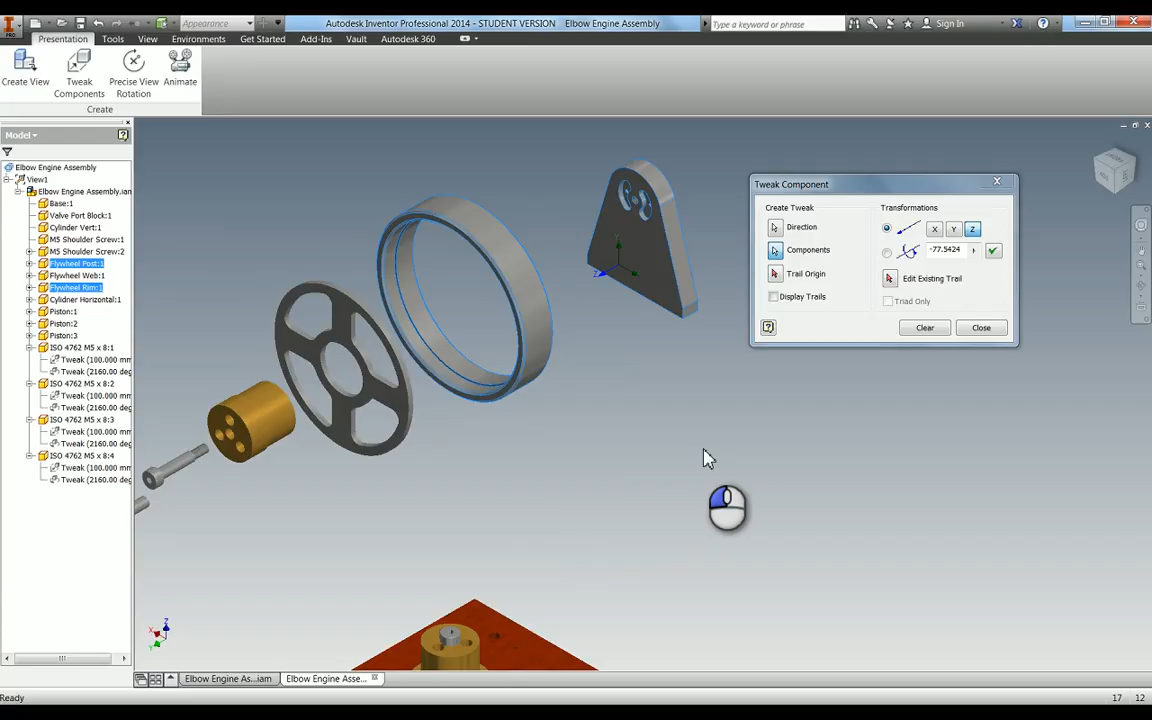 Appearance
Autodesk Inventor Professional 2014 - STUDENT VERSION Elbow Engine Assembly
Type a keyword or phrase
Sign In
PRO
Presentation Tools View Environments Get Started Add-Ins Vault Autodesk 360
Create View
Tweak Components
Precise View Rotation
Animate
Create
Model
Elbow Engine Assembly
View1
Elbow Engine Assembly.ian
Base:1
Valve Port Block:1
Cylinder Vert:1
M5 Shoulder Screw:1
M5 Shoulder Screw:2
Flywheel Post:1
Flywheel Web:1
Flywheel Rim:1
Cylidner Horizontal:1
Piston:1
Piston:2
Piston:3
ISO 4762 M5 x 8:1
Tweak (100.000 mm
Tweak (2160.00 deg
ISO 4762 M5 x 8:2
Tweak (100.000 mm
Tweak (2160.00 deg
ISO 4762 M5 x 8:3
Tweak (100.000 mm
Tweak (2160.00 deg
ISO 4762 M5 x 8:4
Tweak (100.000 mm
Tweak (2160.00 deg
Tweak Component
Create Tweak
Direction
Components
Trail Origin
Display Trails
Transformations
X Y Z
-77.5424
Edit Existing Trail
Triad Only
Clear
Close
Y
Z
Z
X
Y
Elbow Engine As...iam
Elbow Engine Asse...
Ready
17 12